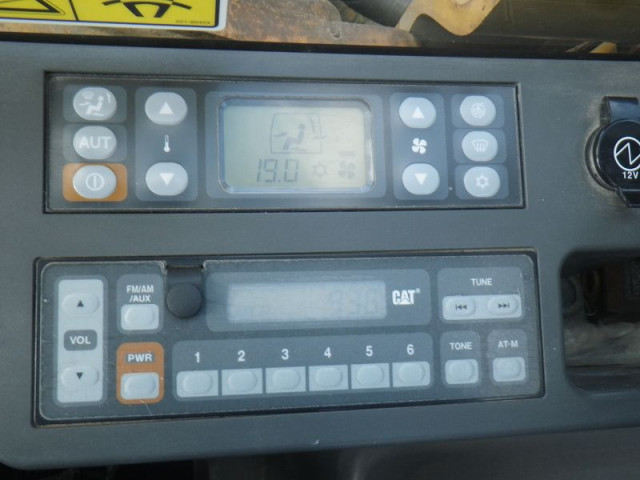 AUT
19.0
12V
FM/AM
/AUX
VOL
PWR
1 2 3 4 5 6
CAT
TUNE
TONE
AT-M